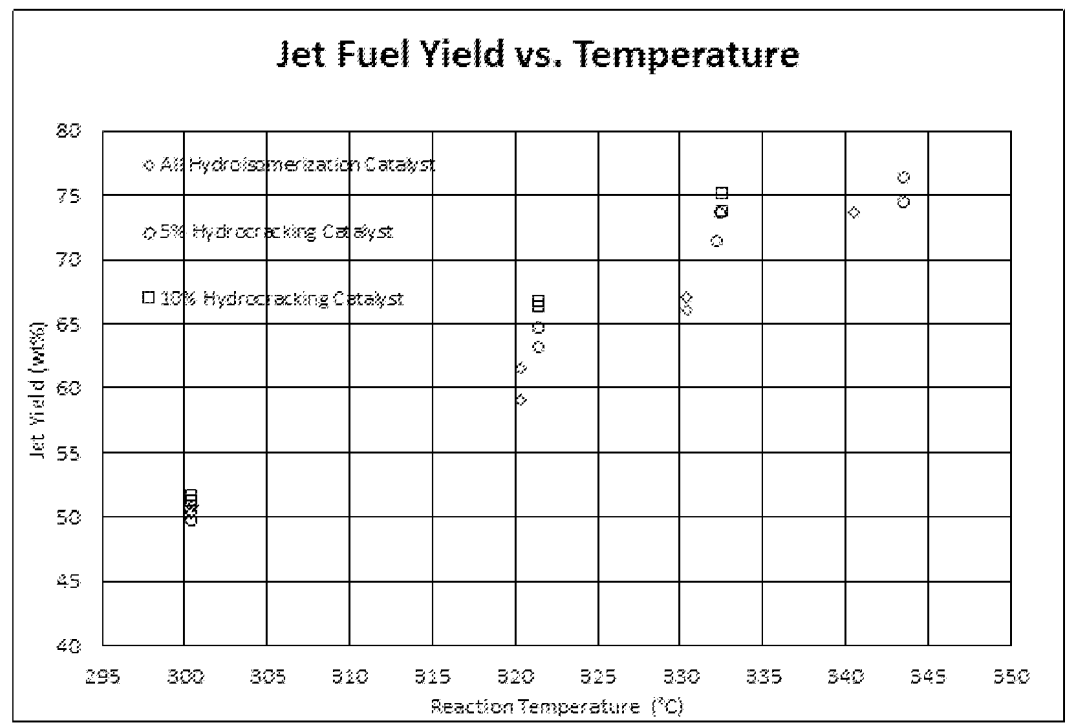 Jet Fuel Yield vs. Temperature
80
75
70
65
60
55
50
45
40
Jet Yield (wt%)
All Hydroisomerization Catalyst
5% Hydrocracking Catalyst
10% Hydrocracking Catalyst
295 300 305 310 315 320 325 330 335 340 345 350
Reaction Temperature (°C)